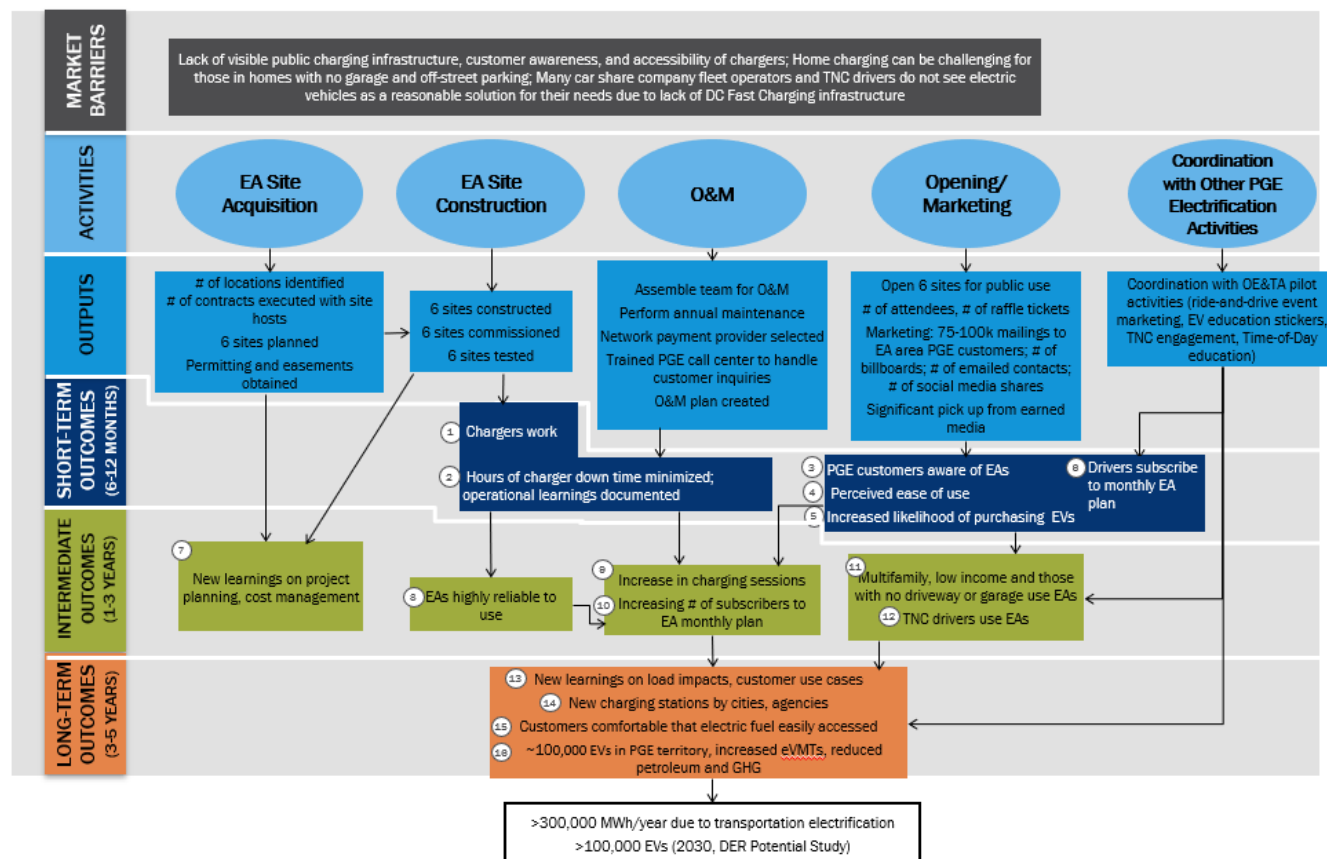 MARKET
BARRIERS
Lack of visible public charging infrastructure, customer awareness, and accessibility of chargers; Home charging can be challenging for
those in homes with no garage and off-street parking; Many car share company fleet operators and TNC drivers do not see electric
vehicles as a reasonable solution for their needs due to lack of DC Fast Charging infrastructure
ACTIVITIES
EA Site
Acquisition
EA Site
Construction
O&M
Opening/
Marketing
Coordination
with Other PGE
Electrification
Activities
OUTPUTS
# of locations identified
# of contracts executed with site
hosts
6 sites planned
Permitting and easements
obtained
6 sites constructed
6 sites commissioned
6 sites tested
Assemble team for O&M
Perform annual maintenance
Network payment provider selected
Trained PGE call center to handle
customer inquiries
O&M plan created
Open 6 sites for public use
# of attendees, # of raffle tickets
Marketing: 75-100k mailings to
EA area PGE customers; # of
billboards; # of emailed contacts;
# of social media shares
Significant pick up from earned
media
Coordination with OE&TA pilot
activities (ride-and-drive event
marketing, EV education stickers,
TNC engagement, Time-of-Day
education)
SHORT-TERM
OUTCOMES
(6-12 MONTHS)
1 Chargers work
2 Hours of charger down time minimized;
operational learnings documented
3 PGE customers aware of EAs
4 Perceived ease of use
5 Increased likelihood of purchasing EVs
Drivers subscribe
to monthly EA
plan
INTERMEDIATE
OUTCOMES
(1-3 YEARS)
7
New learnings on project
planning, cost management
8 EAs highly reliable to
use
9 Increase in charging sessions
10 Increasing # of subscribers to
EA monthly plan
11 Multifamily, low income and those
with no driveway or garage use EAs
12 TNC drivers use EAs
LONG-TERM
OUTCOMES
(3-5 YEARS)
13 New learnings on load impacts, customer use cases
14 New charging stations by cities, agencies
15 Customers comfortable that electric fuel easily accessed
~100,000 EVs in PGE territory, increased eVMTs, reduced
petroleum and GHG
>300,000 MWh/year due to transportation electrification
>100,000 EVs (2030, DER Potential Study)